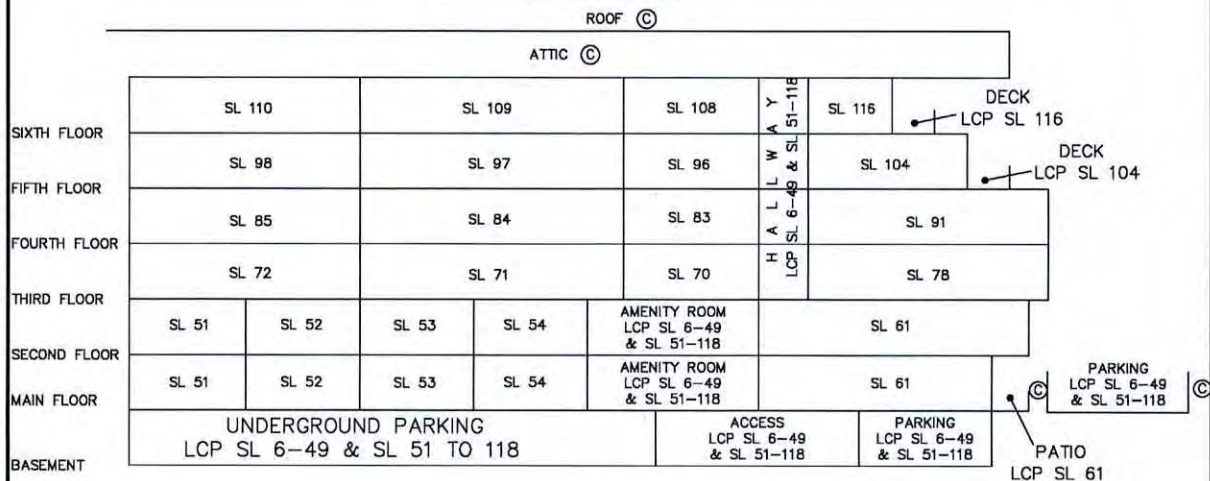 ROOF Ⓒ
ATTIC Ⓒ
SL 110
SL 109
SL 108
HALLWAY
LCP SL 6-49 & SL 51-118
SL 116
DECK
LCP SL 116
SIXTH FLOOR
SL 98
SL 97
SL 96
SL 104
DECK
LCP SL 104
FIFTH FLOOR
SL 85
SL 84
SL 83
SL 91
FOURTH FLOOR
SL 72
SL 71
SL 70
SL 78
THIRD FLOOR
SL 51
SL 52
SL 53
SL 54
AMENITY ROOM
LCP SL 6-49
& SL 51-118
SL 61
SECOND FLOOR
SL 51
SL 52
SL 53
SL 54
AMENITY ROOM
LCP SL 6-49
& SL 51-118
SL 61
Ⓒ
PARKING
LCP SL 6-49
& SL 51-118
Ⓒ
MAIN FLOOR
UNDERGROUND PARKING
LCP SL 6-49 & SL 51 TO 118
ACCESS
LCP SL 6-49
& SL 51-118
PARKING
LCP SL 6-49
& SL 51-118
PATIO
LCP SL 61
BASEMENT